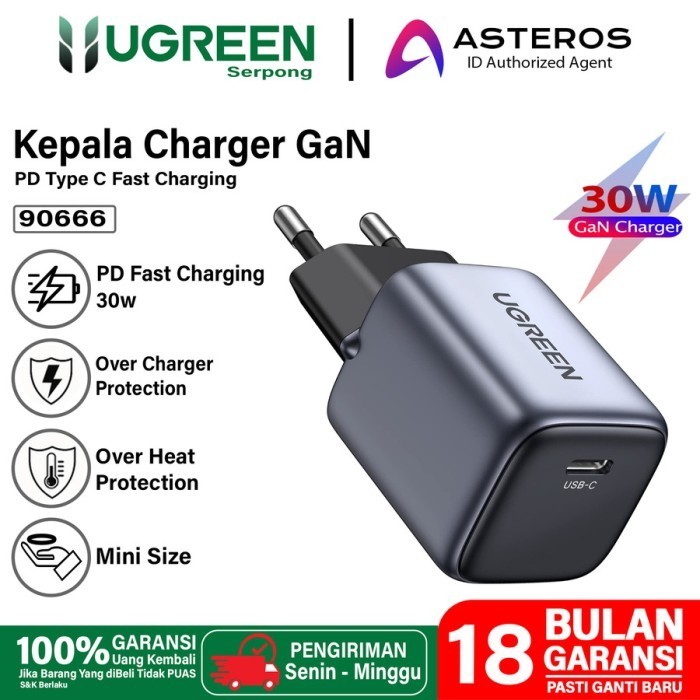 UGREEN
Serpong
ASTEROS
ID Authorized Agent
Kepala Charger GaN
PD Type C Fast Charging
90666
30W
GaN Charger
PD Fast Charging
30w
Over Charger
Protection
Over Heat
Protection
Mini Size
UGREEN
USB-C
100% GARANSI
Uang Kembali
Jika Barang Yang diBeli Tidak PUAS
S&K Berlaku
PENGIRIMAN
Senin - Minggu
18 BULAN
GARANSI
PASTI GANTI BARU